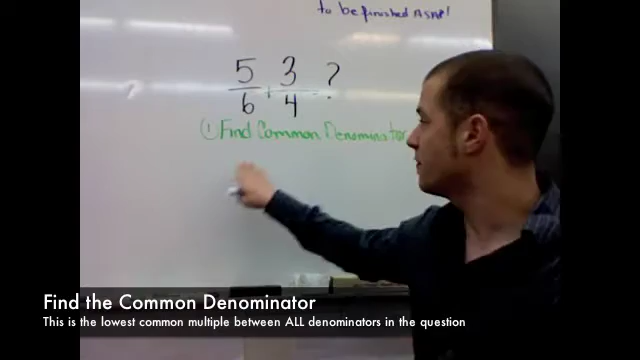 to be finished ASAP!
5 3 ?
6 + 4 = ?
① Find Common Denominator
Find the Common Denominator
This is the lowest common multiple between ALL denominators in the question